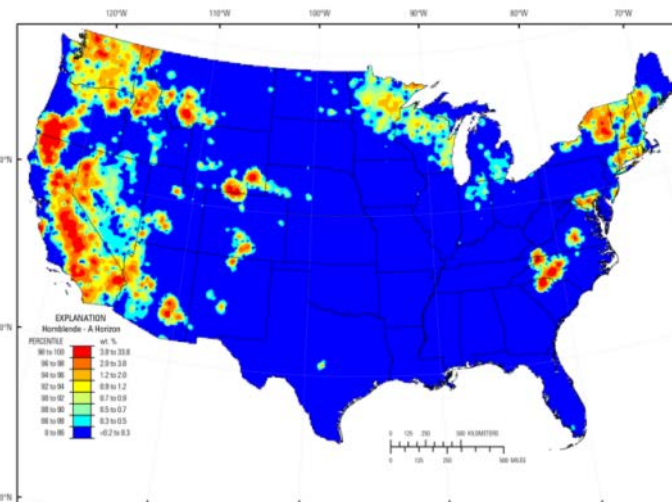 120°W 110°W 100°W 90°W 80°W 70°W
0°N
0°N
0°N
EXPLANATION
Hornblende - A Horizon
PERCENTILE wt. %
98 to 100 3.8 to 33.8
96 to 98 2.0 to 3.8
94 to 96 1.2 to 2.0
92 to 94 0.9 to 1.2
90 to 92 0.7 to 0.9
88 to 90 0.5 to 0.7
86 to 88 0.3 to 0.5
0 to 86 <0.2 to 0.3
0 125 250 500 KILOMETERS
0 125 250 500 MILES